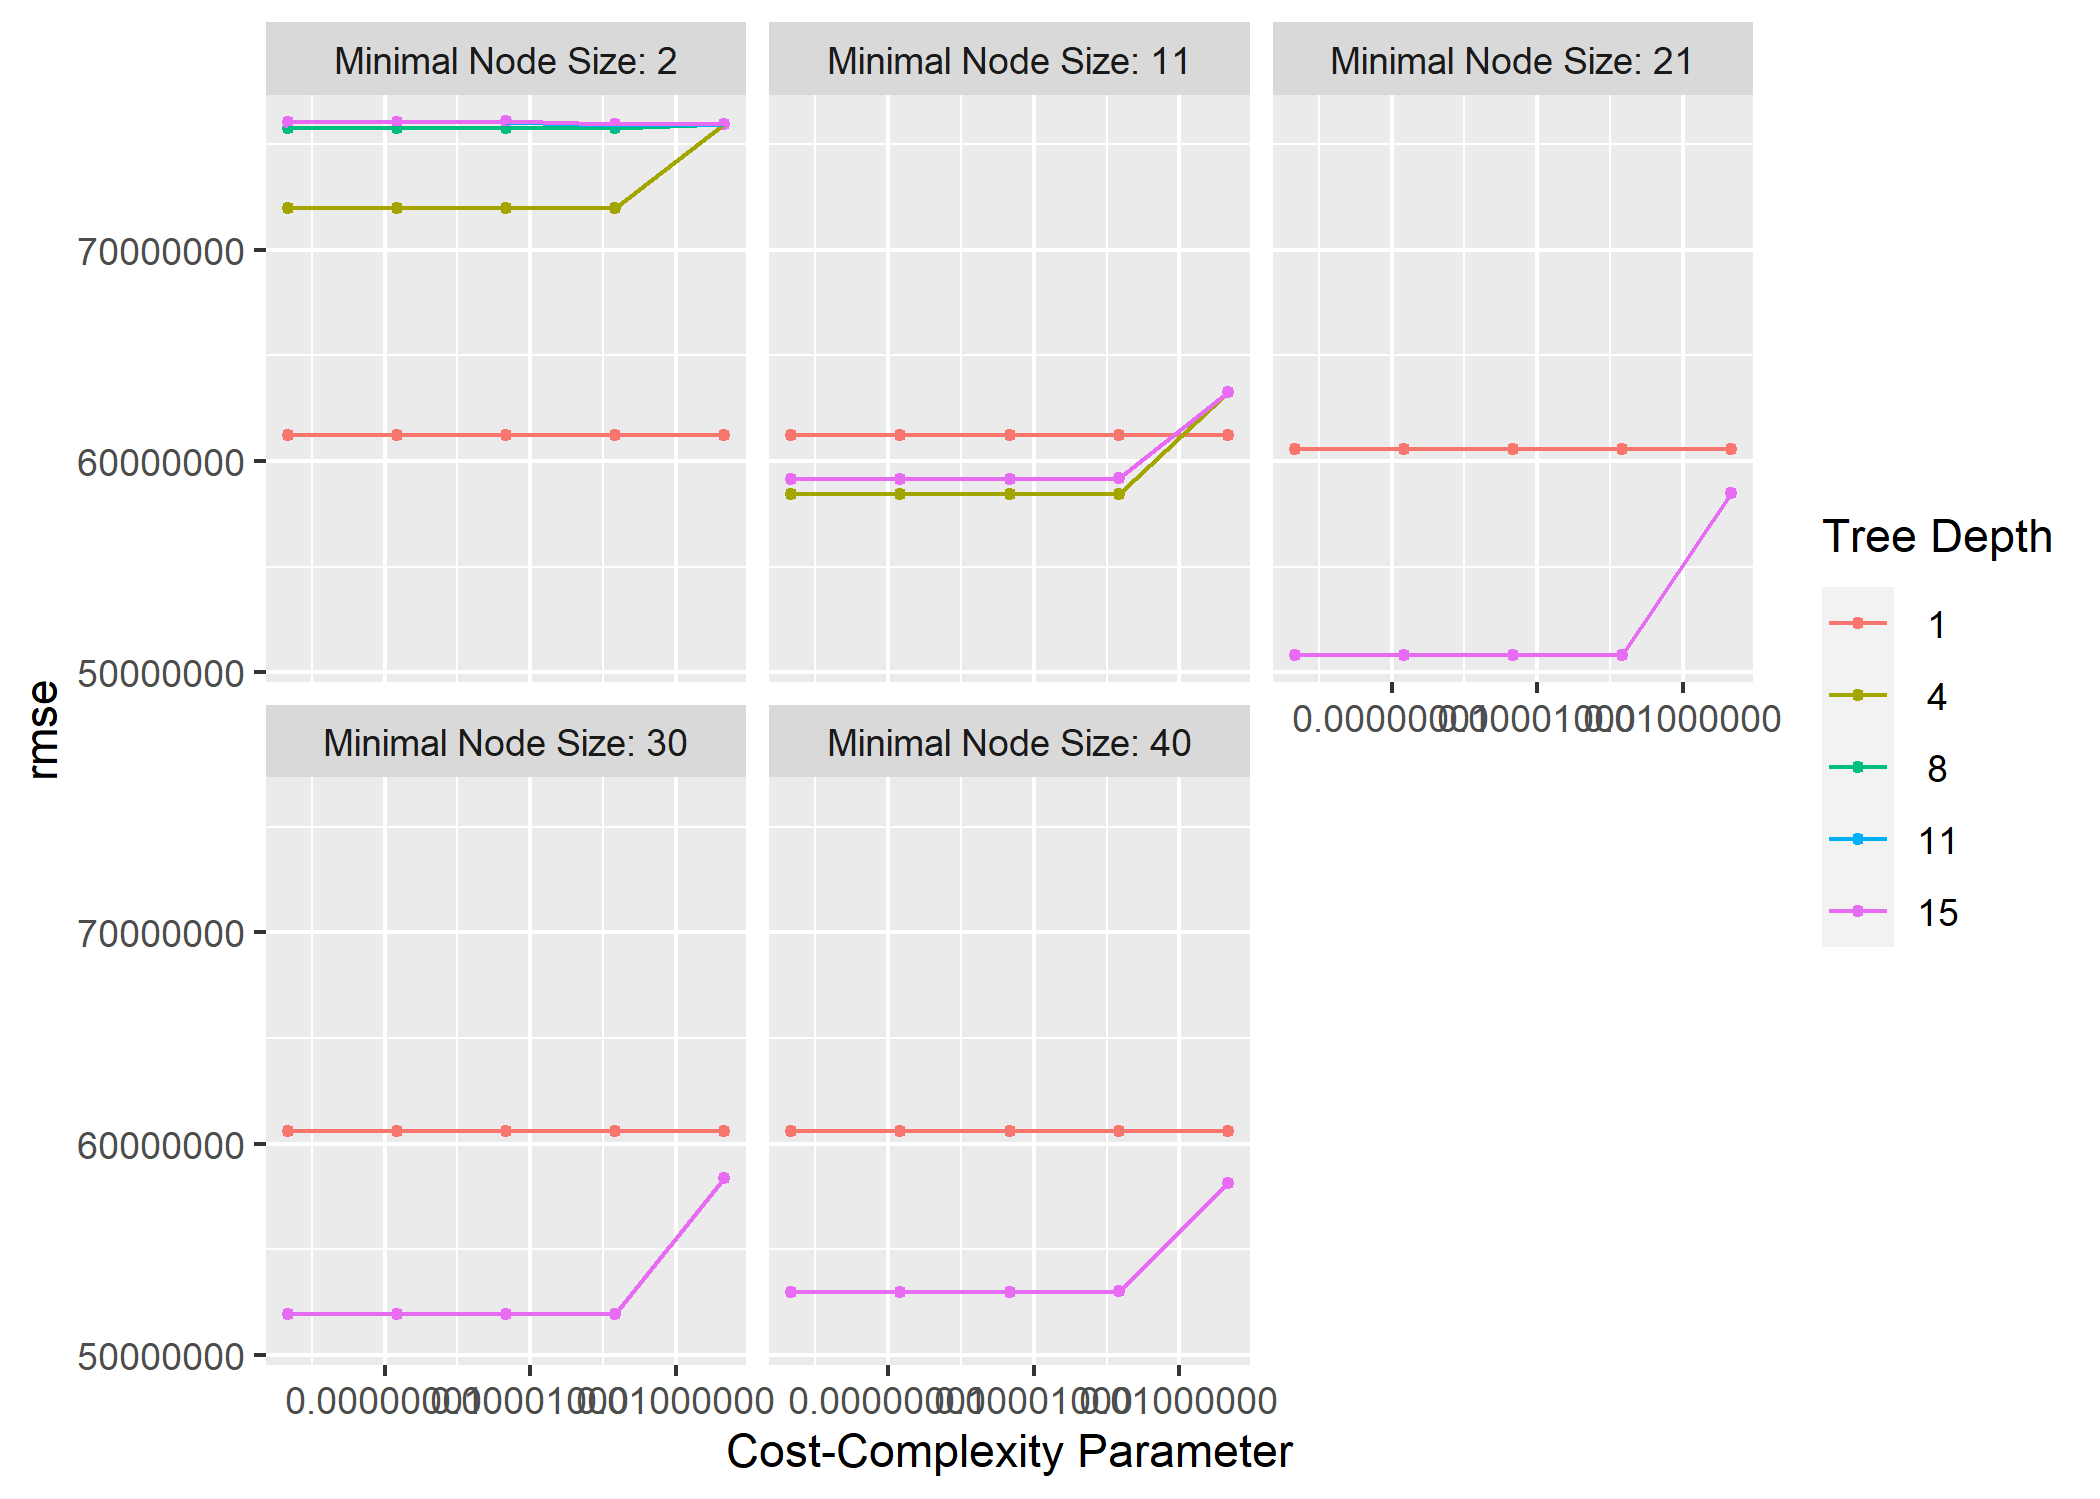 Minimal Node Size: 2
Minimal Node Size: 11
Minimal Node Size: 21
70000000
60000000
50000000
Minimal Node Size: 30
Minimal Node Size: 40
70000000
60000000
50000000
Cost-Complexity Parameter
rmse
Tree Depth
1
4
8
11
15